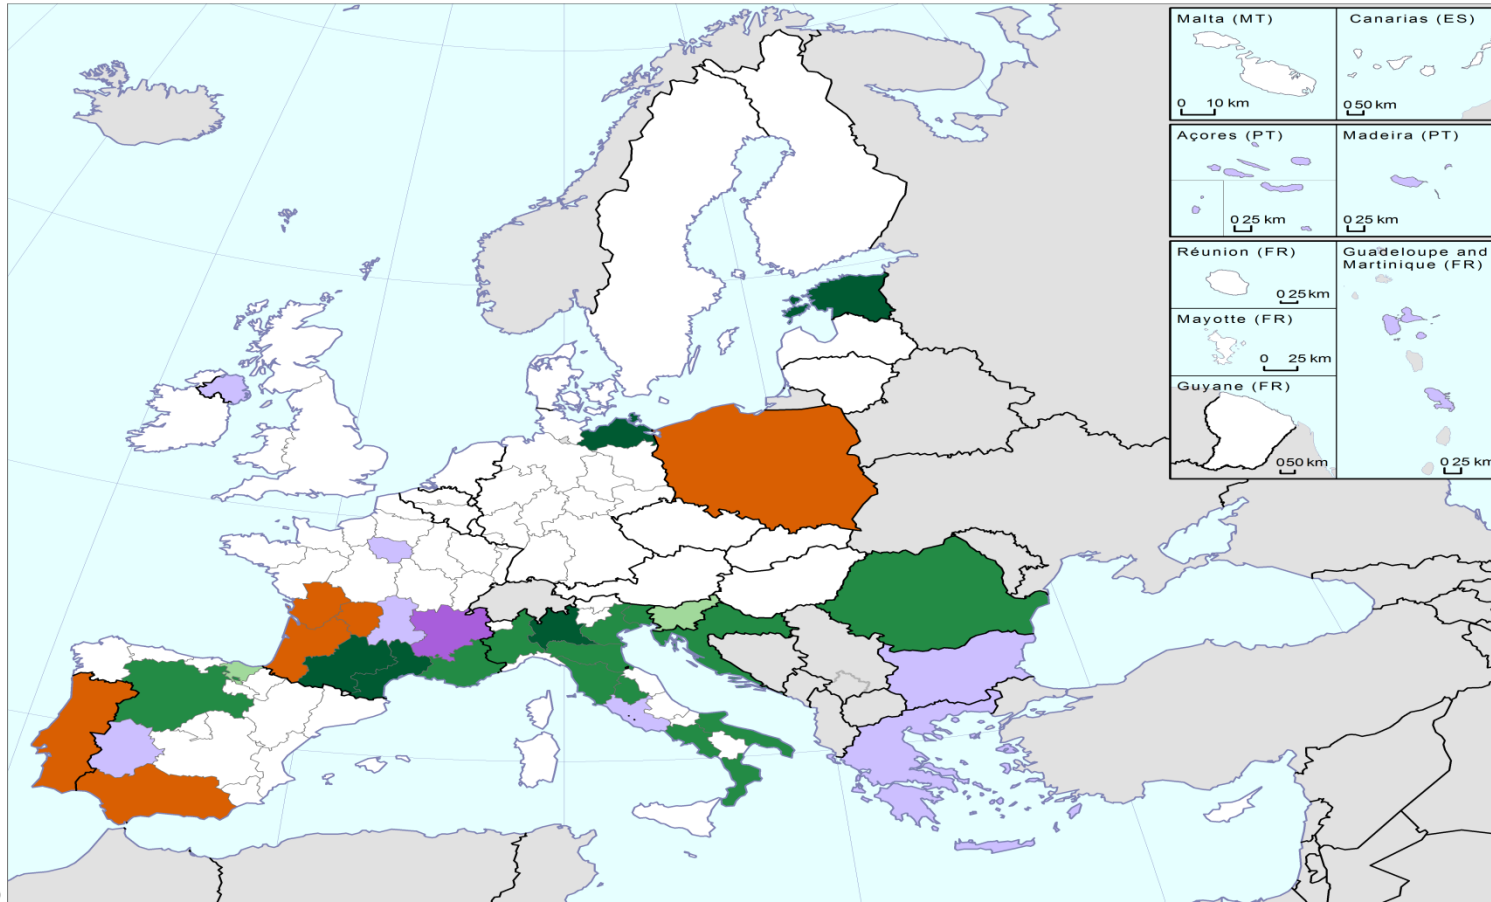 Malta (MT)
0 10 km
Canarias (ES)
0 50 km
Açores (PT)
0 25 km
Madeira (PT)
0 25 km
Réunion (FR)
0 25 km
Mayotte (FR)
0 25 km
Guyane (FR)
0 50 km
Guadeloupe and
Martinique (FR)
0 25 km